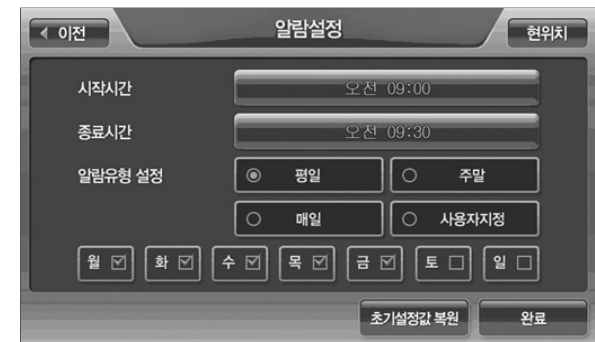 이전 알람설정 현위치
시작시간 오전 09:00
종료시간 오전 09:30
알람유형 설정 평일 주말
매일 사용자지정
월 화 수 목 금 토 일
초기설정값 복원 완료